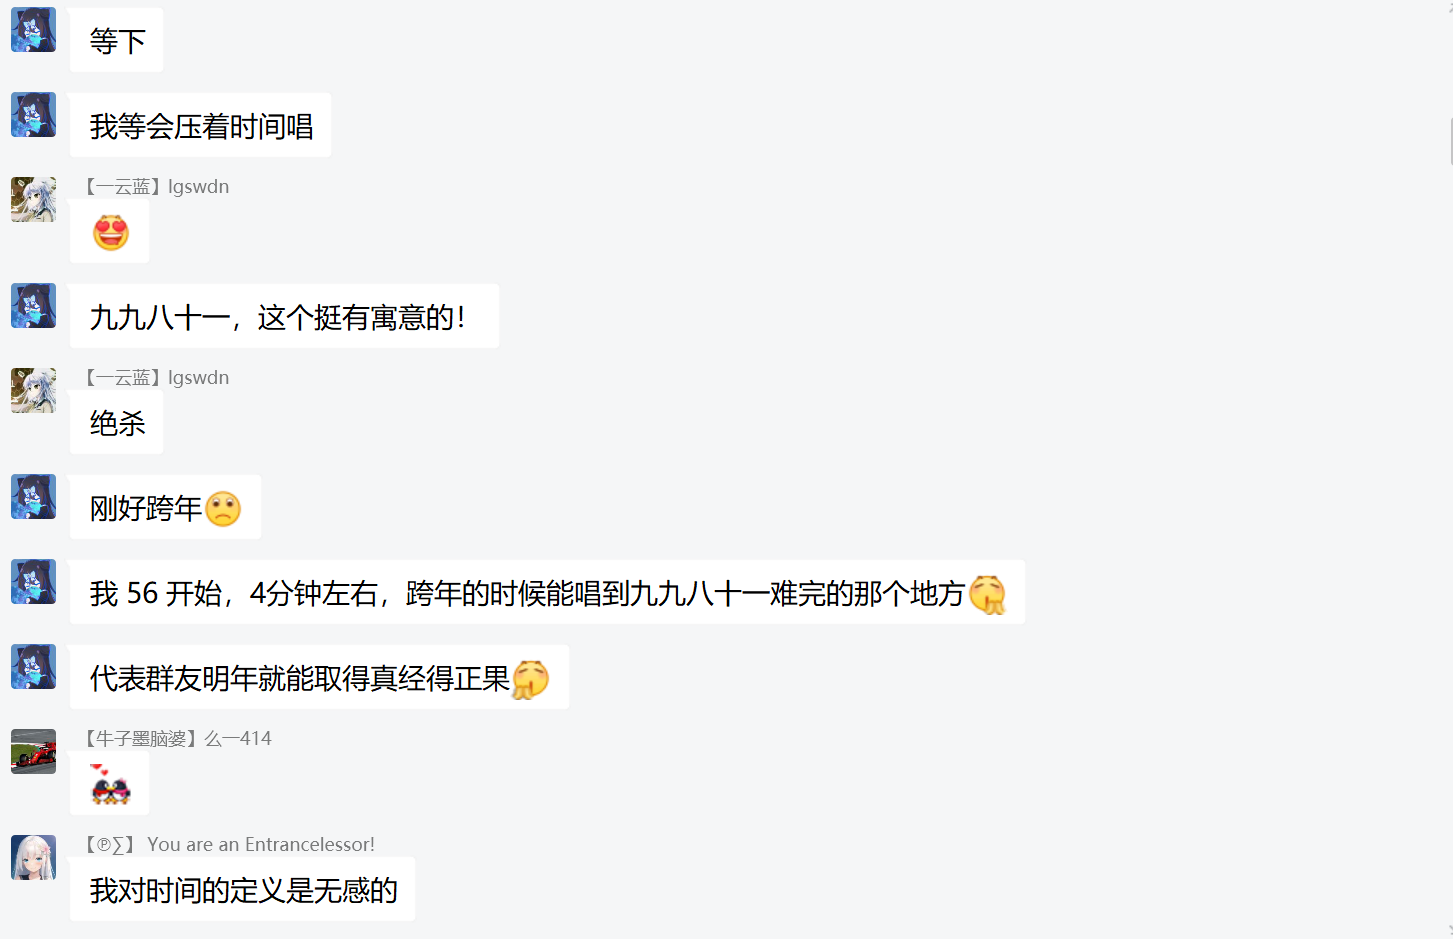 等下
我等会压着时间唱
【一云蓝】lgswdn
九九八十一，这个挺有寓意的！
【一云蓝】lgswdn
绝杀
刚好跨年
我 56 开始，4分钟左右，跨年的时候能唱到九九八十一难完的那个地方
代表群友明年就能取得真经得正果
【牛子墨脑婆】么一414
【℗∑】 You are an Entrancelessor!
我对时间的定义是无感的